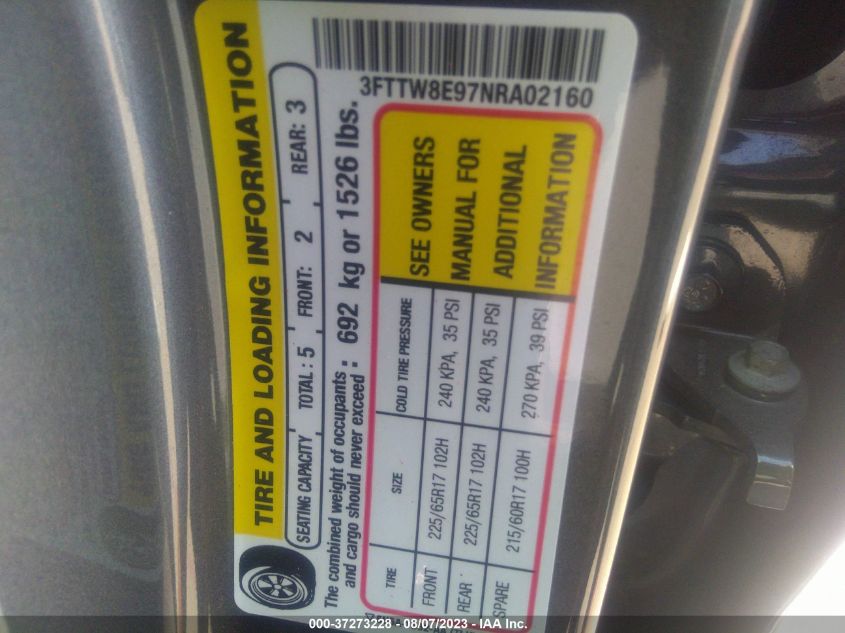 TIRE AND LOADING INFORMATION
SEATING CAPACITY TOTAL: 5 FRONT: 2 REAR: 3
The combined weight of occupants
and cargo should never exceed : 692 kg or 1526 lbs.
3FTTW8E97NRA02160
TIRE SIZE COLD TIRE PRESSURE
FRONT 225/65R17 102H 240 KPA, 35 PSI
REAR 225/65R17 102H 240 KPA, 35 PSI
SPARE 215/60R17 100H 270 KPA, 39 PSI
SEE OWNERS
MANUAL FOR
ADDITIONAL
INFORMATION
000-37273228 - 08/07/2023 - © IAA Inc.